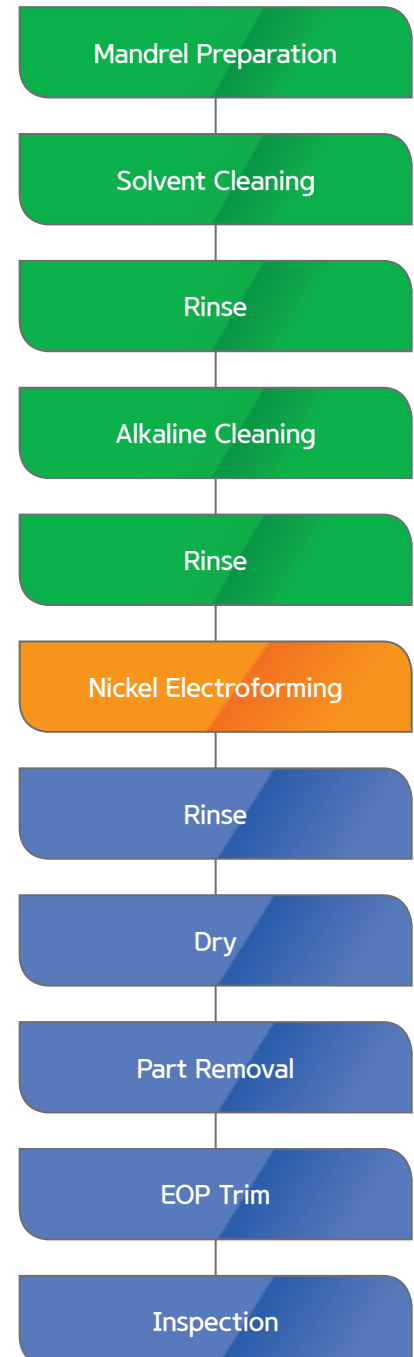 Mandrel Preparation
Solvent Cleaning
Rinse
Alkaline Cleaning
Rinse
Nickel Electroforming
Rinse
Dry
Part Removal
EOP Trim
Inspection